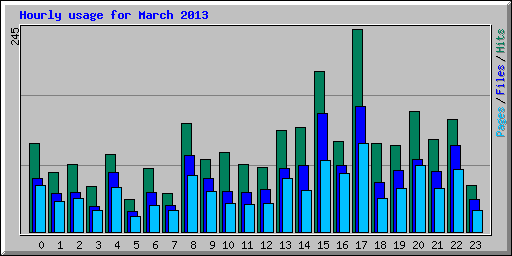 Hourly usage for March 2013
245
Pages / Files / Hits
0 1 2 3 4 5 6 7 8 9 10 11 12 13 14 15 16 17 18 19 20 21 22 23